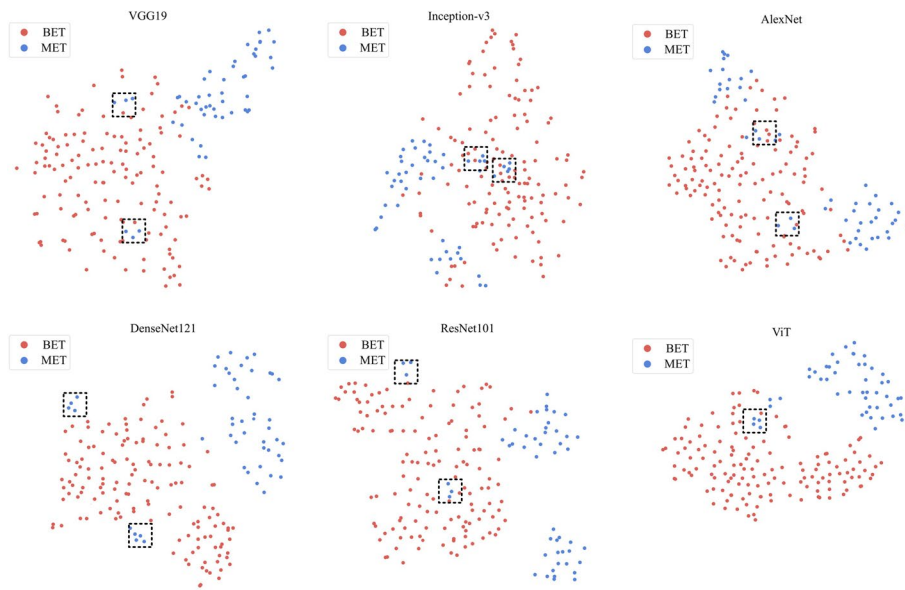 VGG19
BET
MET
Inception-v3
BET
MET
AlexNet
BET
MET
DenseNet121
BET
MET
ResNet101
BET
MET
ViT
BET
MET